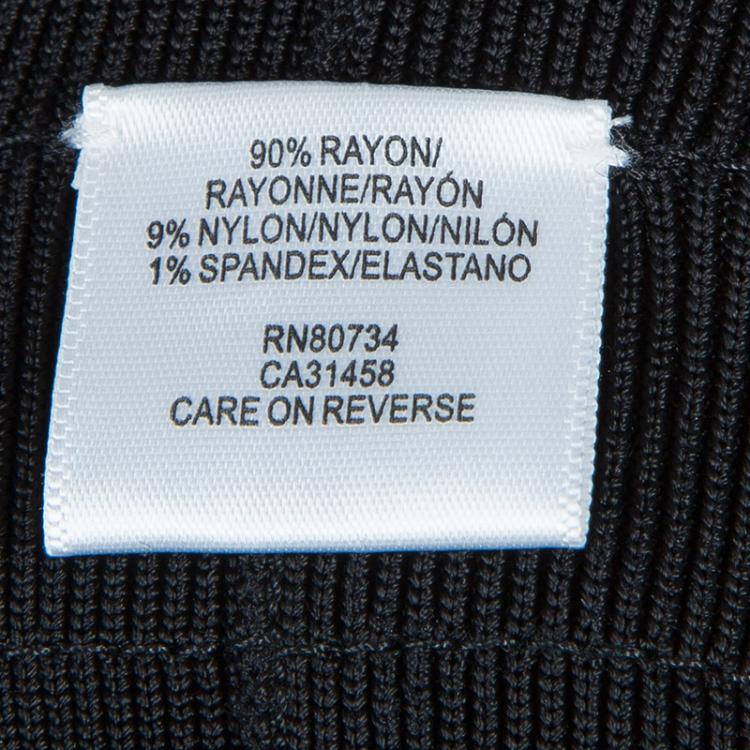 90% RAYON/
RAYONNE/RAYÓN
9% NYLON/NYLON/NILÓN
1% SPANDEX/ELASTANO
RN80734
CA31458
CARE ON REVERSE